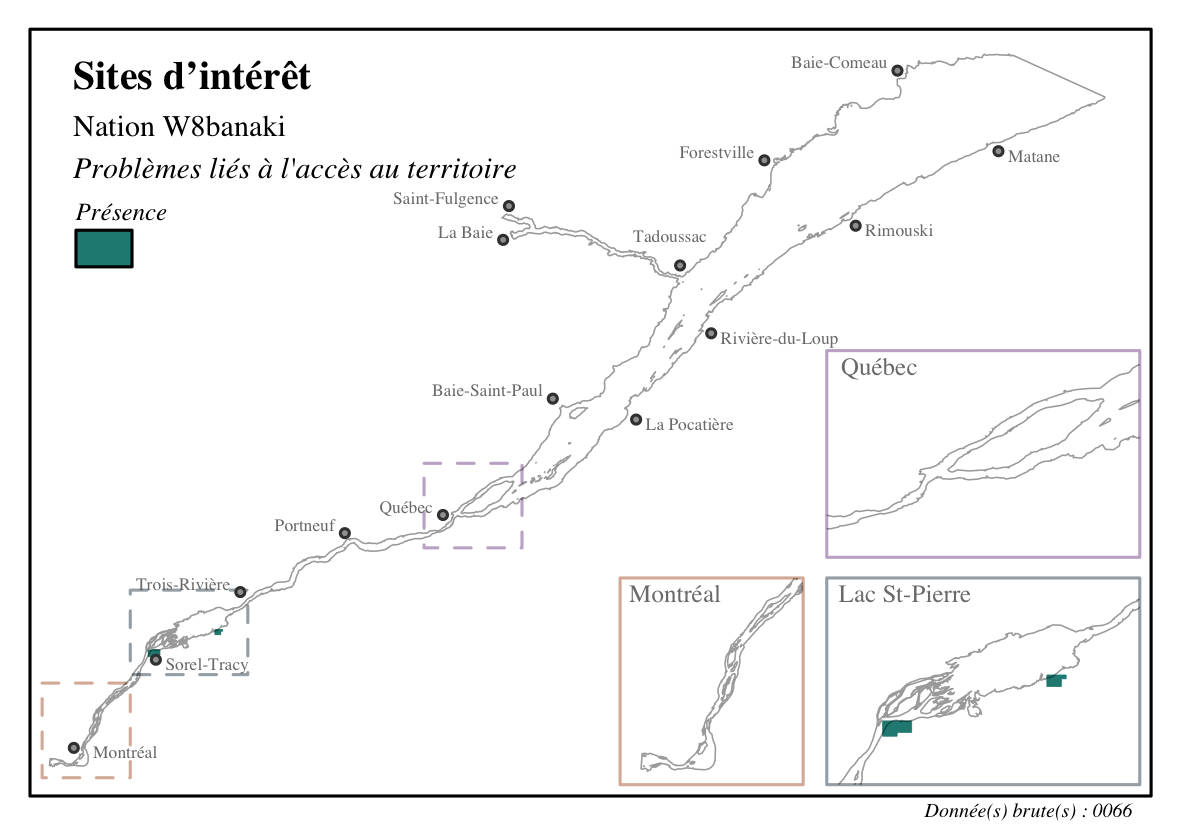 Sites d’intérêt
Nation W8banaki
Problèmes liés à l'accès au territoire
Présence
Baie-Comeau
Forestville
Matane
Saint-Fulgence
La Baie
Tadoussac
Rimouski
Rivière-du-Loup
Baie-Saint-Paul
La Pocatière
Québec
Portneuf
Trois-Rivière
Sorel-Tracy
Montréal
Québec
Montréal
Lac St-Pierre
Donnée(s) brute(s) : 0066